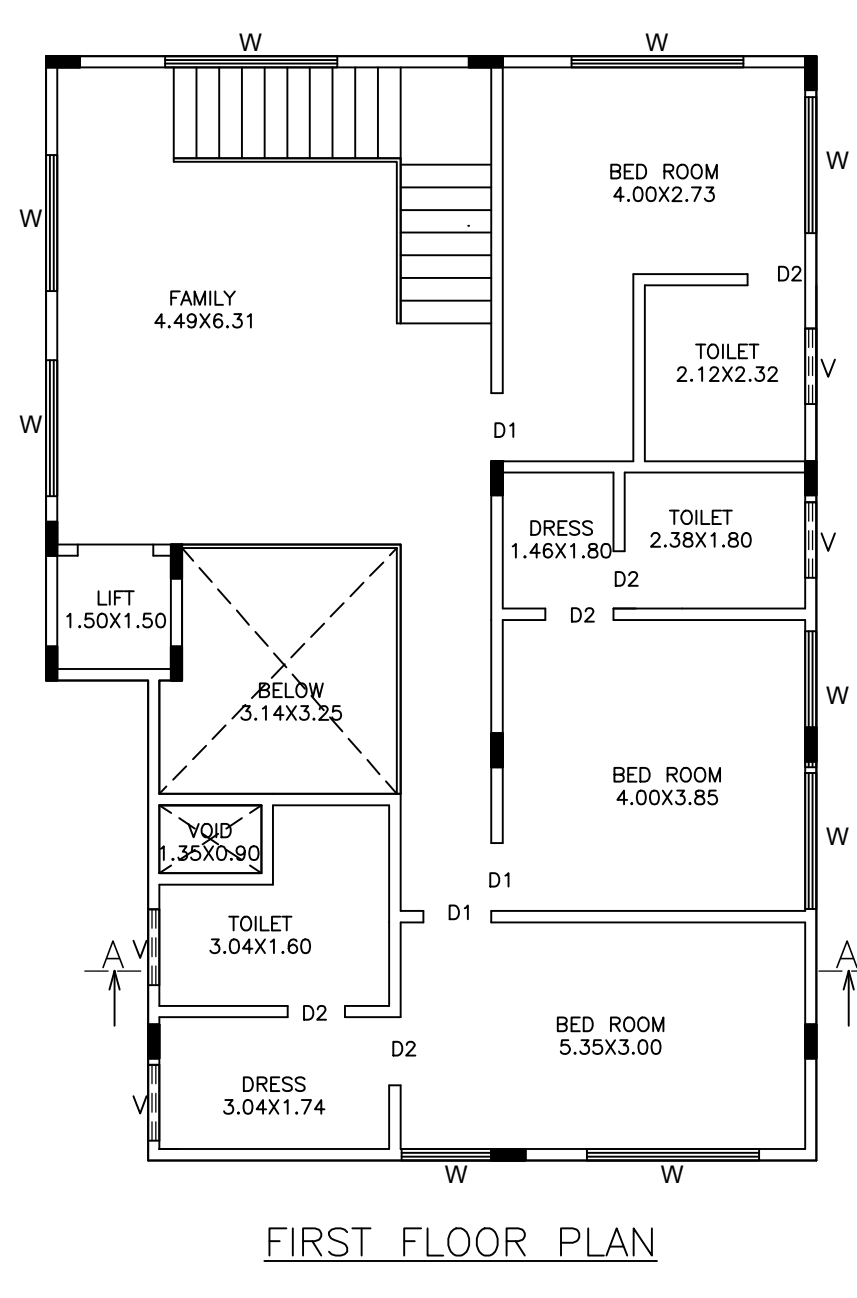 W
W
BED ROOM
4.00X2.73
W
W
FAMILY
4.49X6.31
D2
TOILET
2.12X2.32
V
W
D1
DRESS
1.46X1.80
TOILET
2.38X1.80
V
D2
LIFT
1.50X1.50
D2
BELOW
3.14X3.25
W
BED ROOM
4.00X3.85
VOID
1.35X0.90
W
D1
D1
TOILET
3.04X1.60
V
A
A
D2
BED ROOM
5.35X3.00
D2
DRESS
3.04X1.74
V
W
W
FIRST FLOOR PLAN